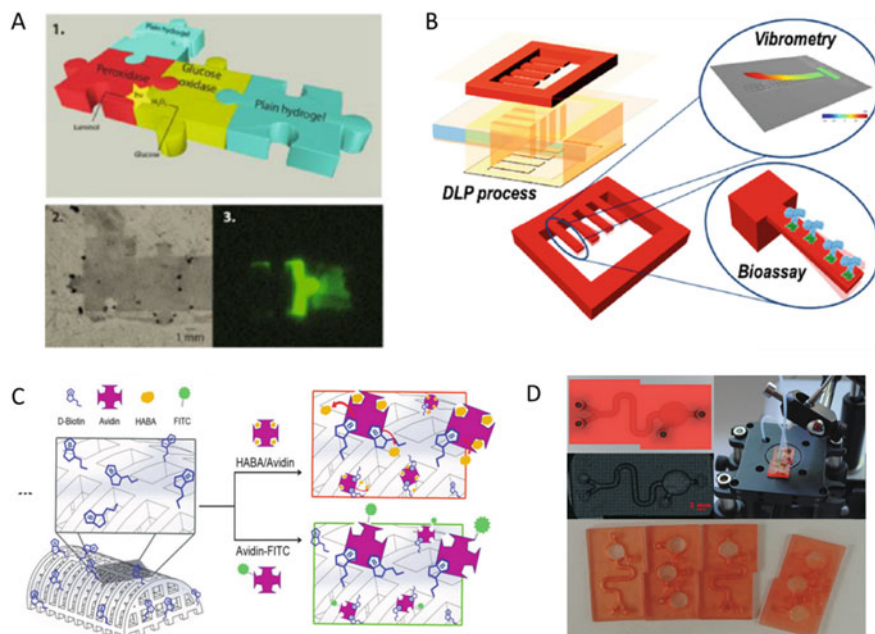 A
1.
Plain hydrogel
Peroxidase
Glucose
oxidase
Plain hydrogel
H₂O₂
Luminol
Glucose
2.
1 mm
3.
B
Vibrometry
DLP process
Bioassay
C
D-Biotin
Avidin
HABA
FITC
...
HABA/Avidin
Avidin-FITC
D